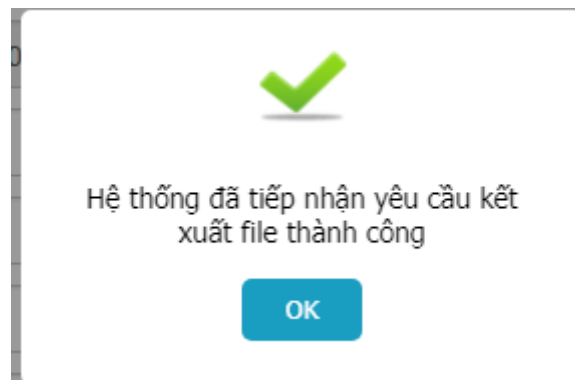 Hệ thống đã tiếp nhận yêu cầu kết
xuất file thành công
OK